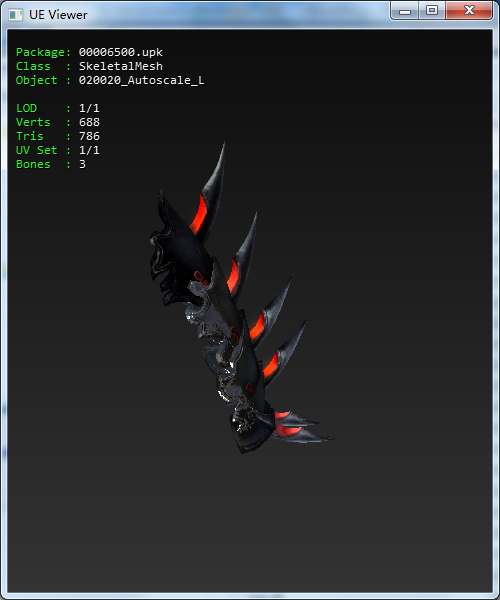 UE Viewer
Package: 00006500.upk
Class : SkeletalMesh
Object : 020020_Autoscale_L
LOD : 1/1
Verts : 688
Tris : 786
UV Set : 1/1
Bones : 3